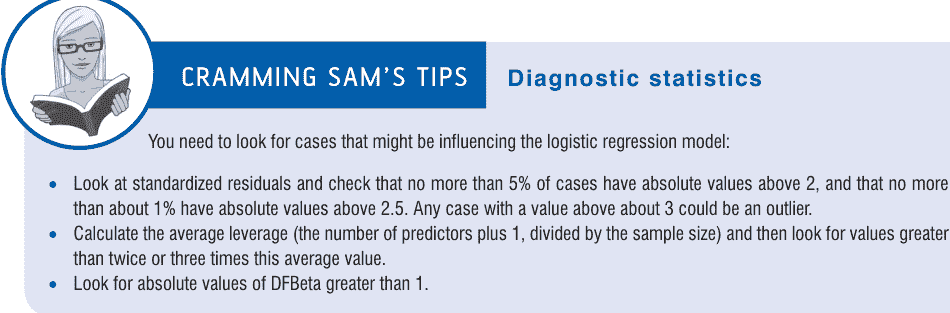 CRAMMING SAM'S TIPS Diagnostic statistics
You need to look for cases that might be influencing the logistic regression model:
• Look at standardized residuals and check that no more than 5% of cases have absolute values above 2, and that no more
than about 1% have absolute values above 2.5. Any case with a value above about 3 could be an outlier.
• Calculate the average leverage (the number of predictors plus 1, divided by the sample size) and then look for values greater
than twice or three times this average value.
• Look for absolute values of DFBeta greater than 1.